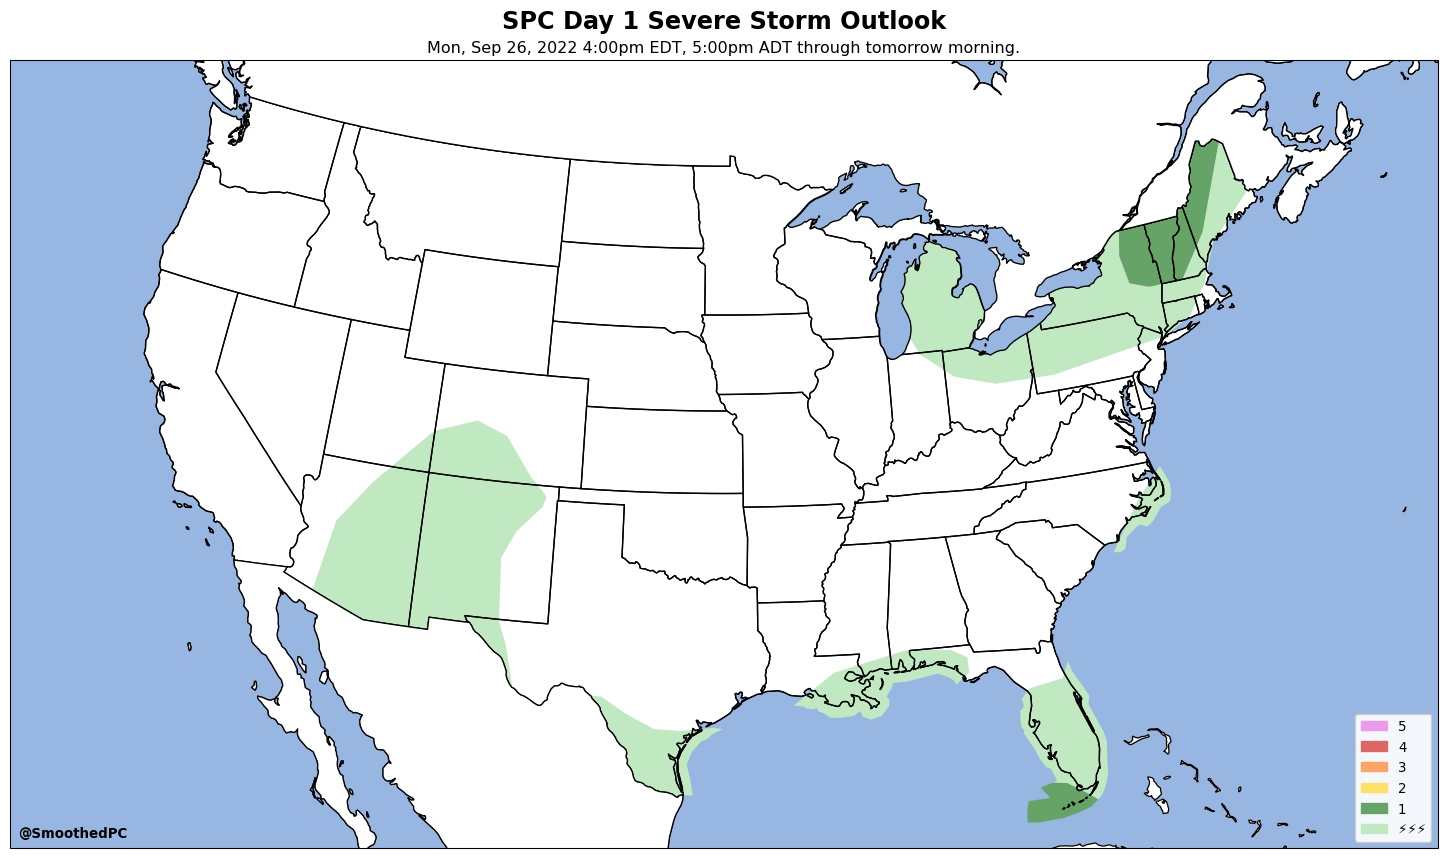 SPC Day 1 Severe Storm Outlook
Mon, Sep 26, 2022 4:00pm EDT, 5:00pm ADT through tomorrow morning.
5
4
3
2
1
⚡⚡⚡
@SmoothedPC